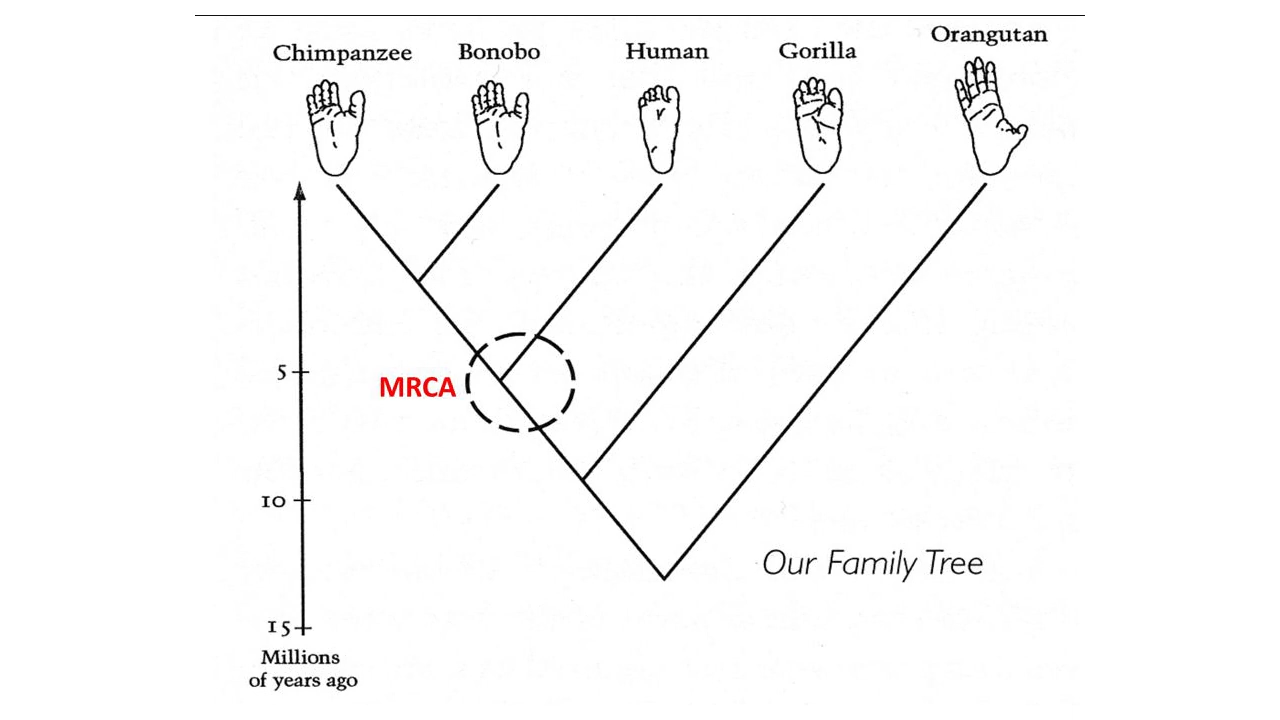 Chimpanzee
Bonobo
Human
Gorilla
Orangutan
5
MRCA
10
Our Family Tree
15
Millions
of years ago